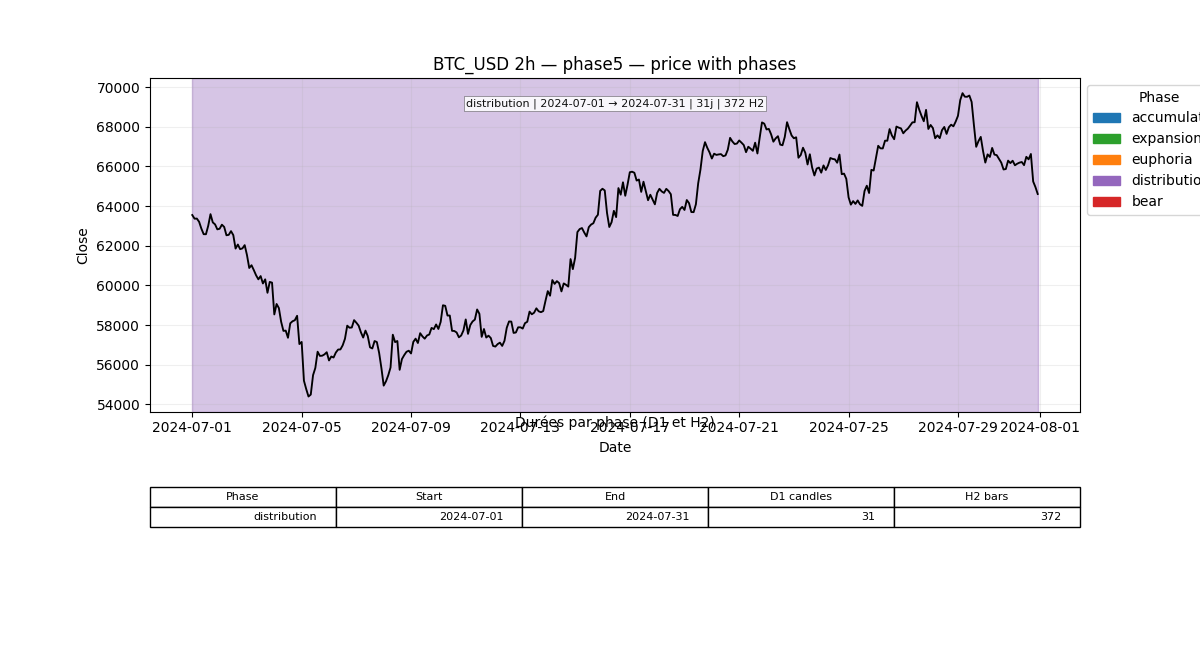 BTC_USD 2h — phase5 — price with phases
70000
68000
66000
64000
62000
60000
58000
56000
54000
Close
distribution | 2024-07-01 → 2024-07-31 | 31j | 372 H2
Phase
accumulat
expansion
euphoria
distributio
bear
Durées par phase (D1 et H2)
2024-07-01 2024-07-05 2024-07-09 2024-07-13 2024-07-17 2024-07-21 2024-07-25 2024-07-29 2024-08-01
Date
Phase Start End D1 candles H2 bars
distribution 2024-07-01 2024-07-31 31 372